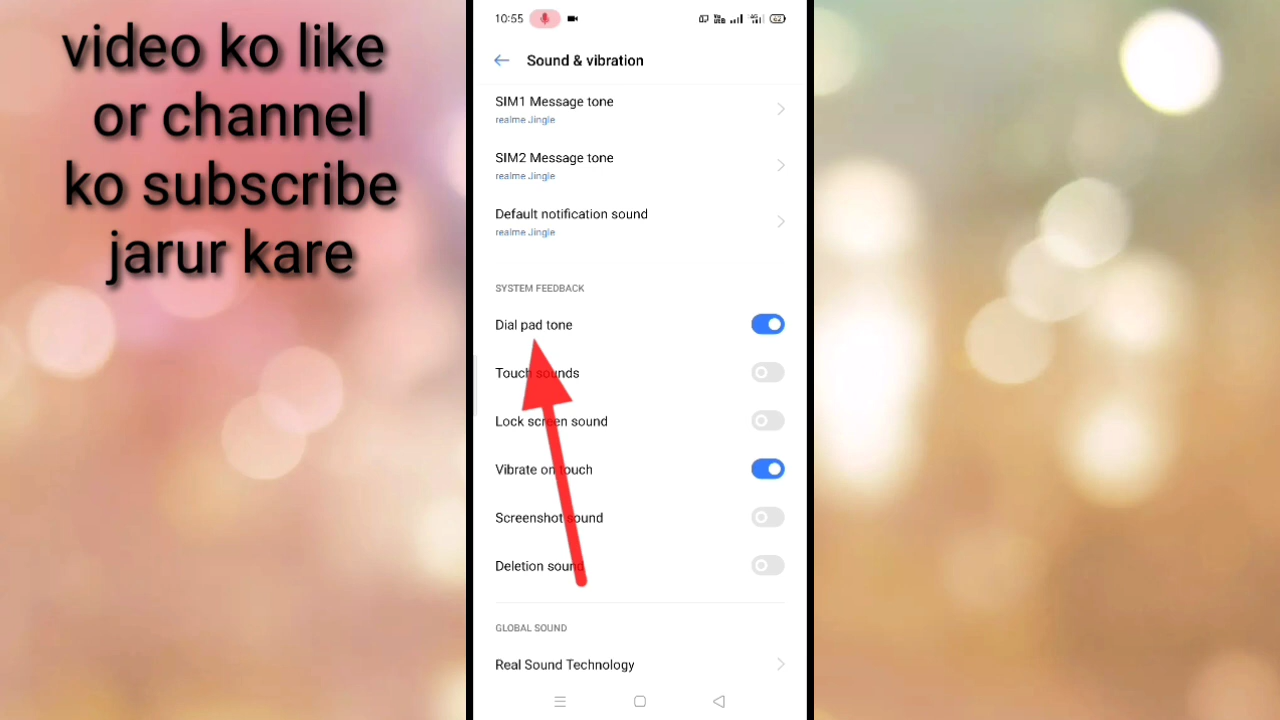 video ko like
or channel
ko subscribe
jarur kare
10:55
62
Sound & vibration
SIM1 Message tone
realme Jingle
SIM2 Message tone
realme Jingle
Default notification sound
realme Jingle
SYSTEM FEEDBACK
Dial pad tone
Touch sounds
Lock screen sound
Vibrate on touch
Screenshot sound
Deletion sound
GLOBAL SOUND
Real Sound Technology